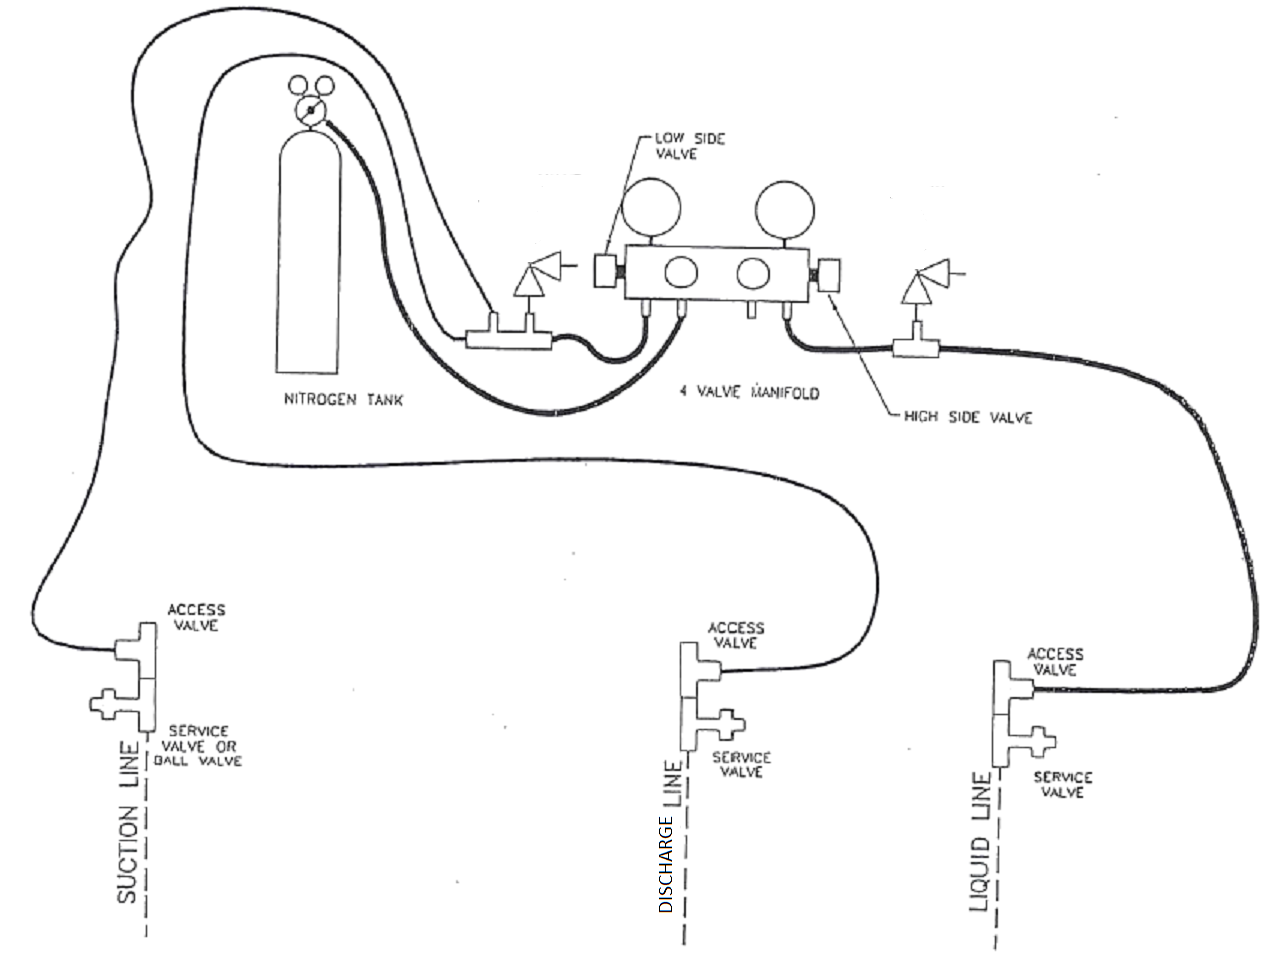 LOW SIDE
VALVE
NITROGEN TANK
4 VALVE MANIFOLD
HIGH SIDE VALVE
ACCESS
VALVE
SERVICE
VALVE OR
BALL VALVE
SUCTION LINE
ACCESS
VALVE
SERVICE
VALVE
DISCHARGE LINE
ACCESS
VALVE
SERVICE
VALVE
LIQUID LINE